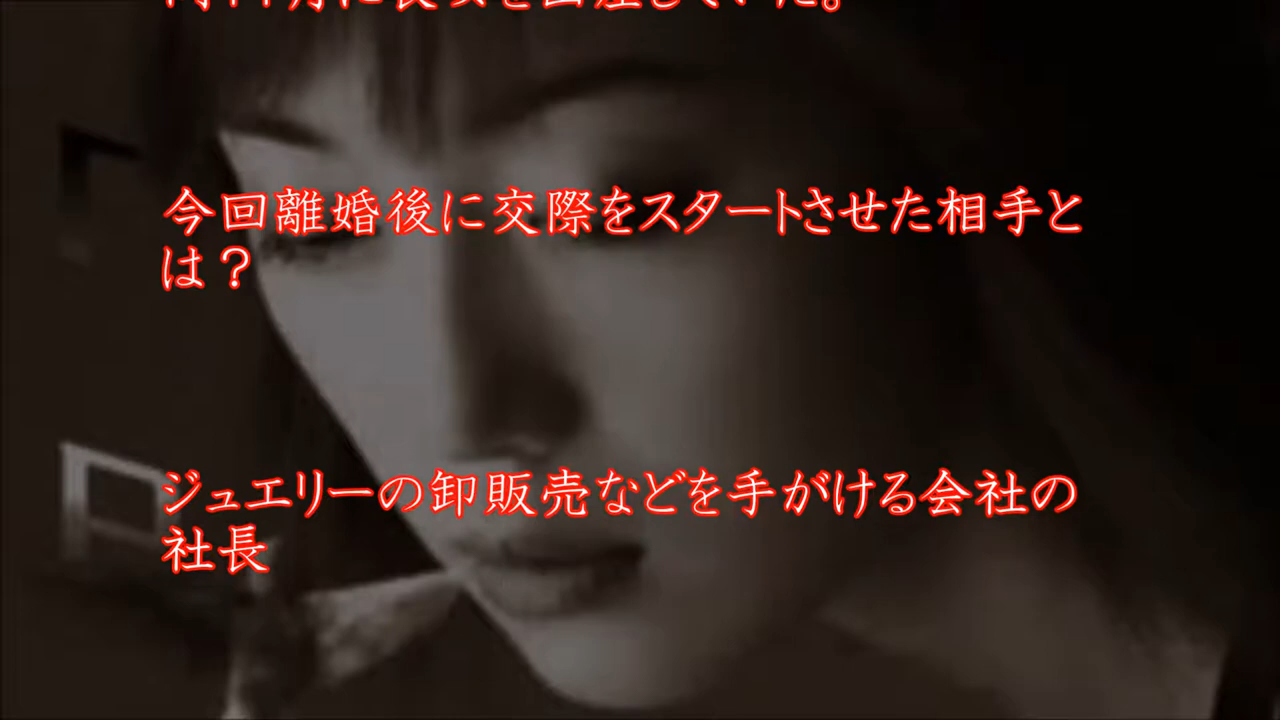 今回離婚後に交際をスタートさせた相手と
は？
ジュエリーの卸販売などを手がける会社の
社長